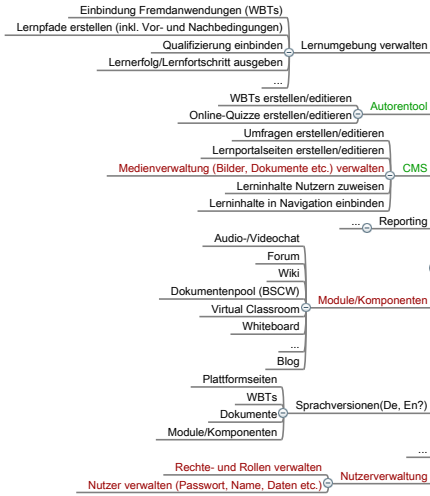 Einbindung Fremdanwendungen (WBTs)
Lernpfade erstellen (inkl. Vor- und Nachbedingungen)
Qualifizierung einbinden
Lernumgebung verwalten
Lernerfolg/Lernfortschritt ausgeben
...
WBTs erstellen/editieren
Autorentool
Online-Quizze erstellen/editieren
Umfragen erstellen/editieren
Lernportalseiten erstellen/editieren
Medienverwaltung (Bilder, Dokumente etc.) verwalten
CMS
Lerninhalte Nutzern zuweisen
Lerninhalte in Navigation einbinden
...
Reporting
Audio-/Videochat
Forum
Wiki
Dokumentenpool (BSCW)
Module/Komponenten
Virtual Classroom
Whiteboard
...
Blog
Plattformseiten
WBTs
Sprachversionen(De, En?)
Dokumente
Module/Komponenten
...
Rechte- und Rollen verwalten
Nutzerverwaltung
Nutzer verwalten (Passwort, Name, Daten etc.)